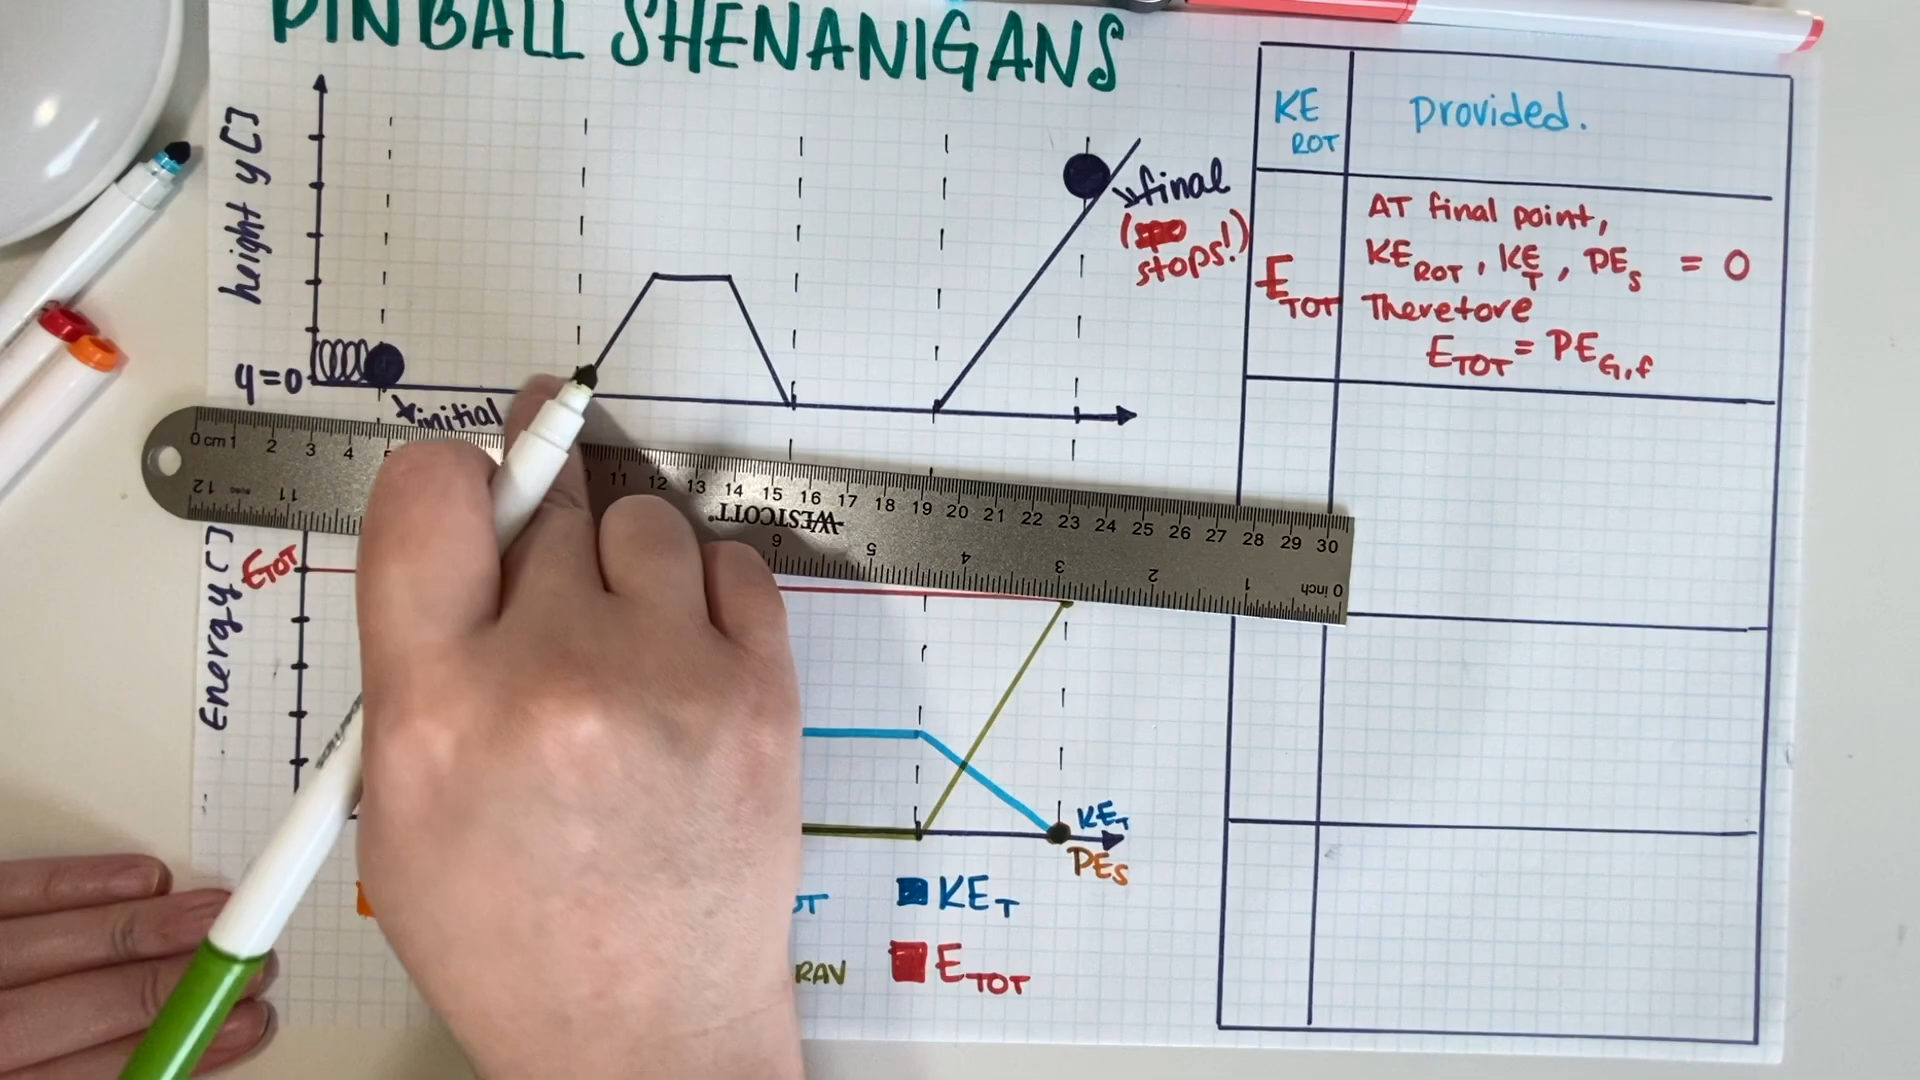 PINBALL SHENANIGANS
height y[]
y=0
initial
final
(
stops!)
KE ROT
Provided.
E TOT
AT final point,
KE ROT, KE T, PE S = 0
Therefore
E TOT = PE G,f
0 cm 1 2 3 4 11 12 13 14 15 16 17 18 19 20 21 22 23 24 25 26 27 28 29 30
12 11 6 5 4 3 2 1 0 inch
WESTCOTT
Energy[]
E TOT
KE T
PE S
KE T
RAV
E TOT